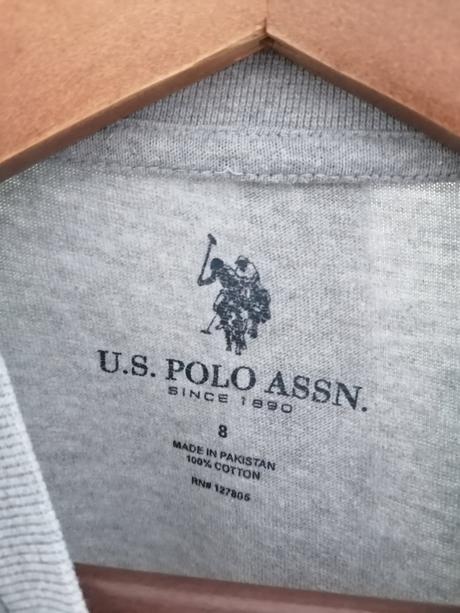 U.S. POLO ASSN.
SINCE 1890
8
MADE IN PAKISTAN
100% COTTON
RN# 127805